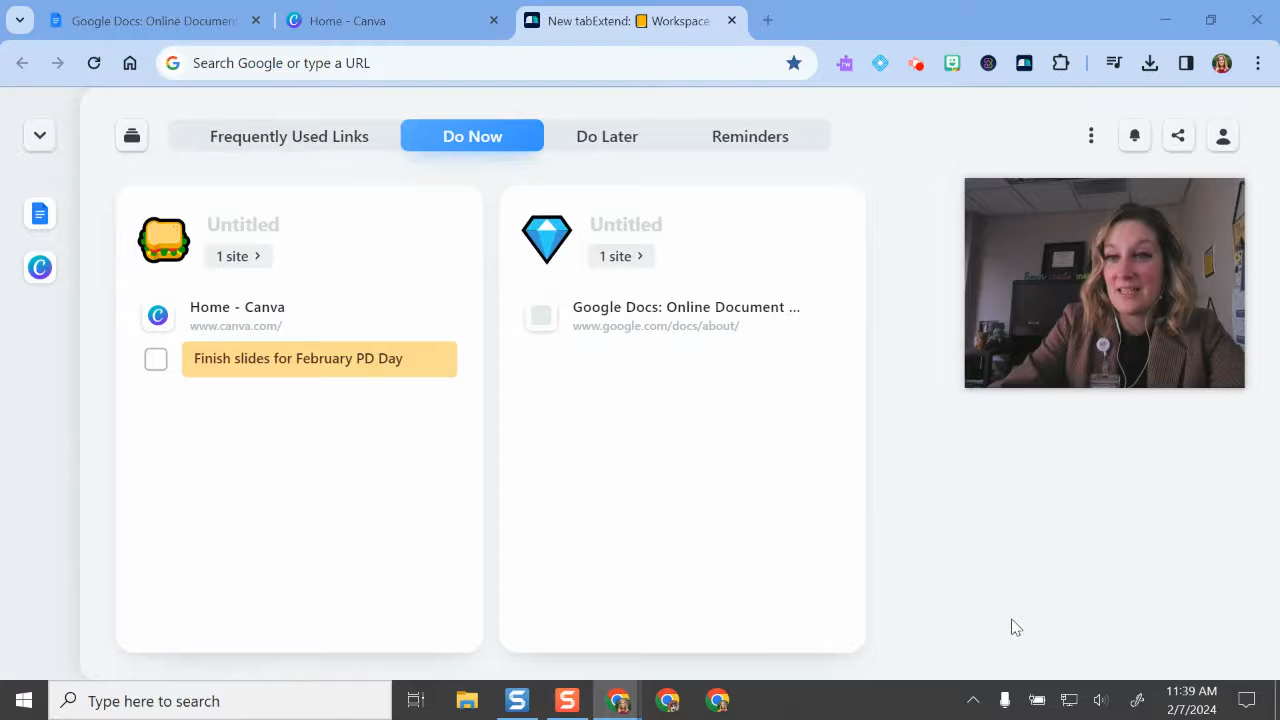 Google Docs: Online Document
Home - Canva
New tabExtend: Workspace
Search Google or type a URL
Frequently Used Links
Do Now
Do Later
Reminders
Untitled
1 site
Home - Canva
www.canva.com/
Finish slides for February PD Day
Untitled
1 site
Google Docs: Online Document ...
www.google.com/docs/about/
Type here to search
11:39 AM
2/7/2024